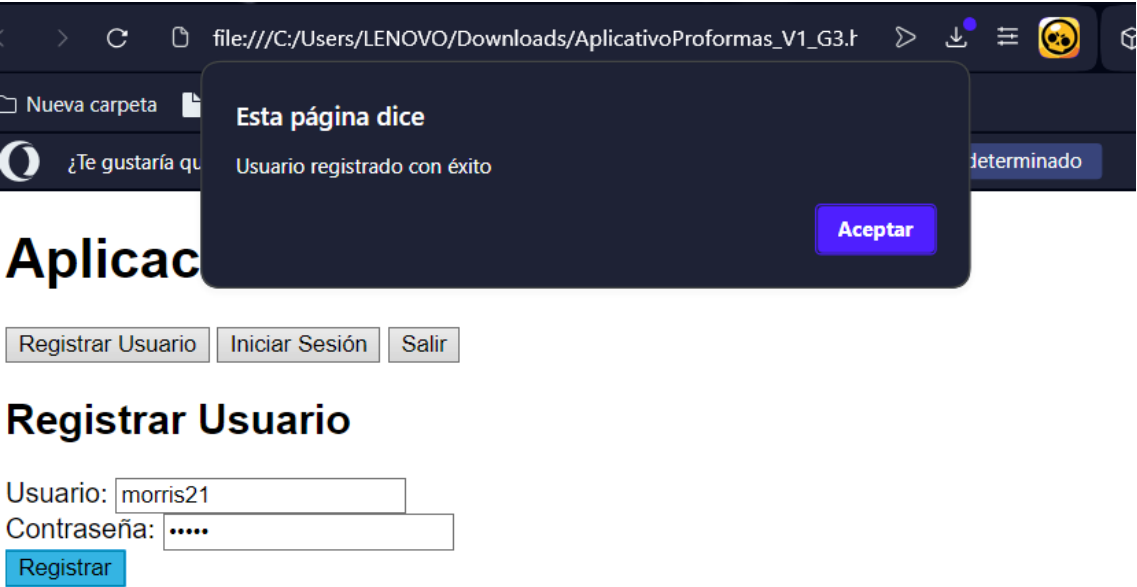 file:///C:/Users/LENOVO/Downloads/AplicativoProformas_V1_G3.h
Nueva carpeta
Esta página dice
Usuario registrado con éxito
Aceptar
¿Te gustaría qu
determinado
Aplicac
Registrar Usuario Iniciar Sesión Salir
Registrar Usuario
Usuario: morris21
Contraseña: •••••
Registrar